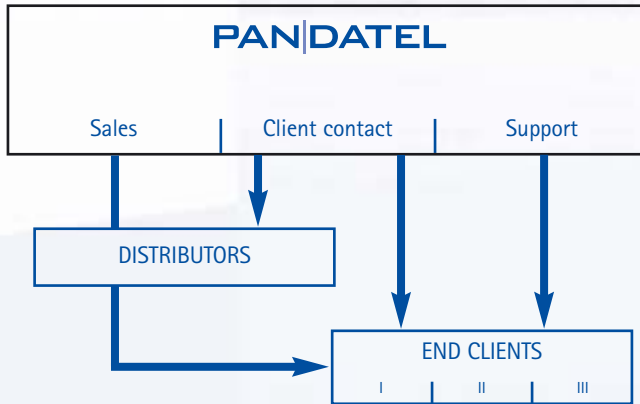 PAN|DATEL
Sales | Client contact | Support
DISTRIBUTORS
END CLIENTS
I | II | III